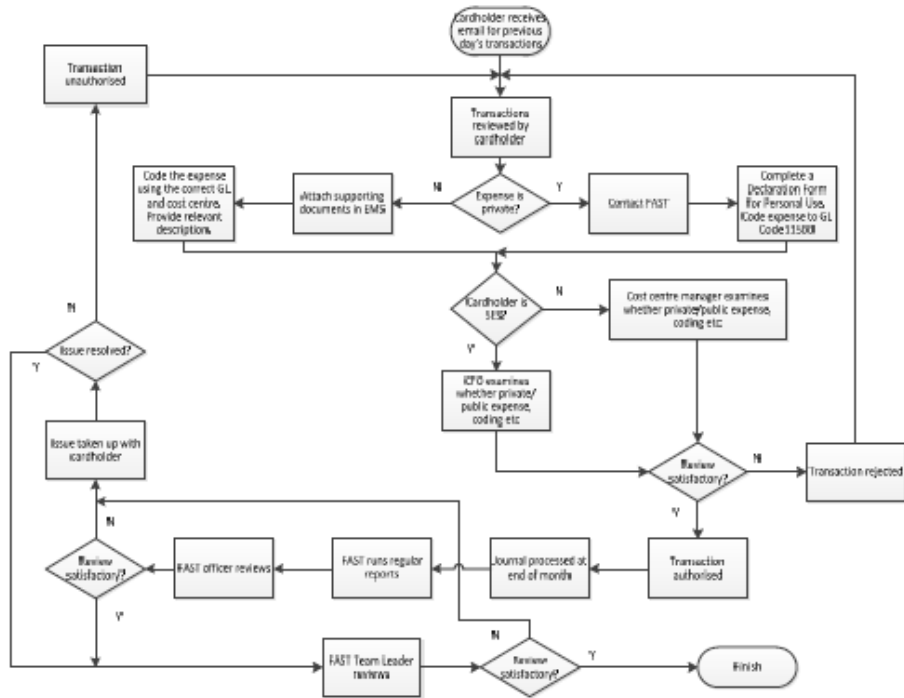 Cardholder receives
email for previous
day's transactions
Transaction
unauthorised
Transactions
reviewed by
cardholder
Code the expense
using the correct GL
and cost centre.
Provide relevant
description.
Attach supporting
documents in EMS
N
Expense is
private?
Y
Contact FAST
Complete a
Declaration Form
for Personal Use.
Code expense to GL
Code
Cardholder is
SES?
N
Cost centre manager examines
whether private/public expense,
coding etc
Y
CFO examines
whether private/
public expense,
coding etc
N
Issue resolved?
Y
Issue taken up with
cardholder
Review
satisfactory?
N
Transaction rejected
Y
N
Review
satisfactory?
Y
FAST officer reviews
FAST runs regular
reports
Journal processed at
end of month
Transaction
authorised
FAST Team Leader
reviews
N
Review
satisfactory?
Y
Finish